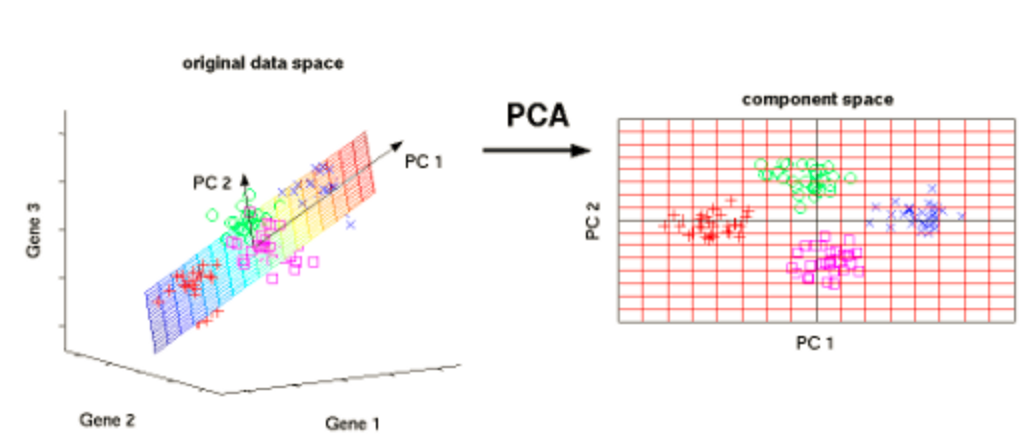 original data space
PC 1
PC 2
Gene 3
Gene 2
Gene 1
PCA
component space
PC 2
PC 1